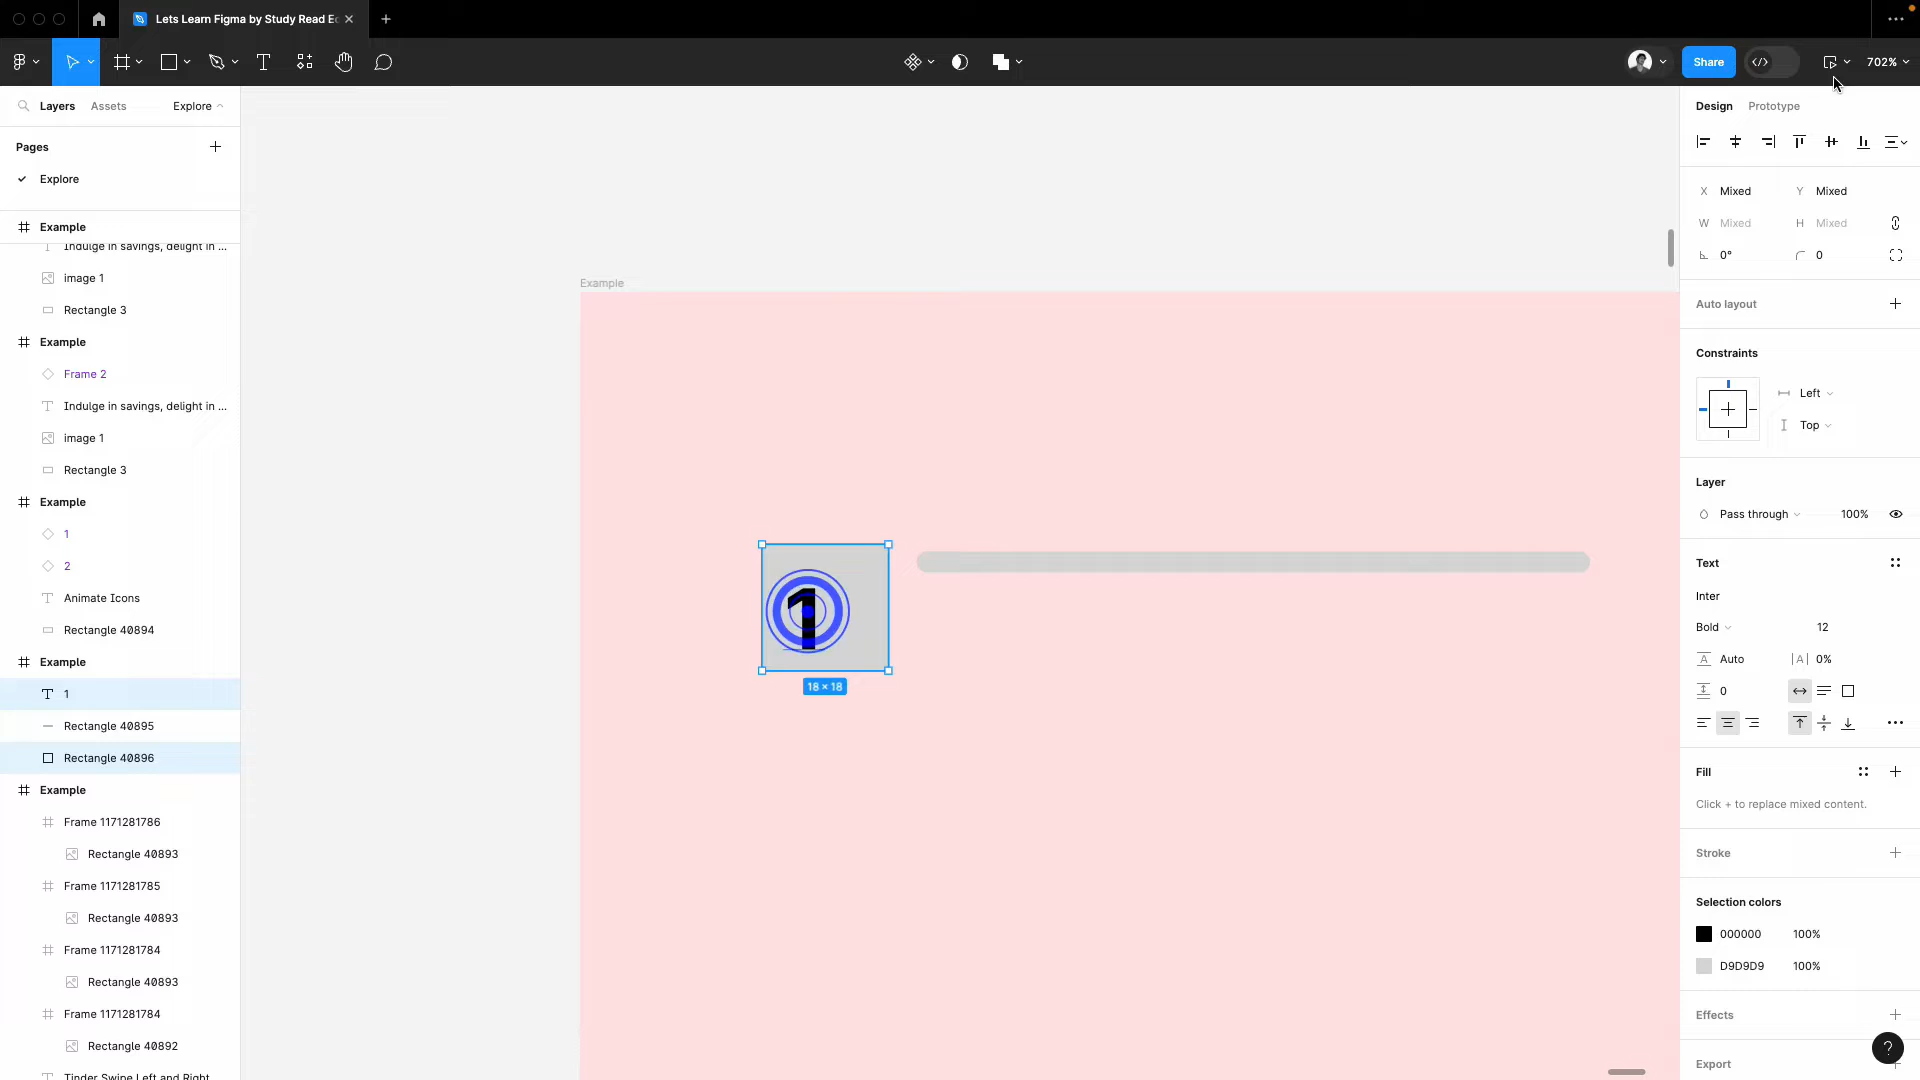 Lets Learn Figma by Study Read Ec
Share
702%
Layers
Assets
Explore
Pages
Explore
Example
Indulge in savings, delight in ...
image 1
Rectangle 3
Example
Frame 2
Indulge in savings, delight in ...
image 1
Rectangle 3
Example
1
2
Animate Icons
Rectangle 40894
Example
1
Rectangle 40895
Rectangle 40896
Example
Frame 1171281786
Rectangle 40893
Frame 1171281785
Rectangle 40893
Frame 1171281784
Rectangle 40893
Frame 1171281784
Rectangle 40892
Tinder Swipe Left and Right
Example
1
18 × 18
Design
Prototype
X Mixed
Y Mixed
W Mixed
H Mixed
0°
0
Auto layout
Constraints
Left
Top
Layer
Pass through
100%
Text
Inter
Bold
12
Auto
0%
0
Fill
Click + to replace mixed content.
Stroke
Selection colors
000000 100%
D9D9D9 100%
Effects
?
Export